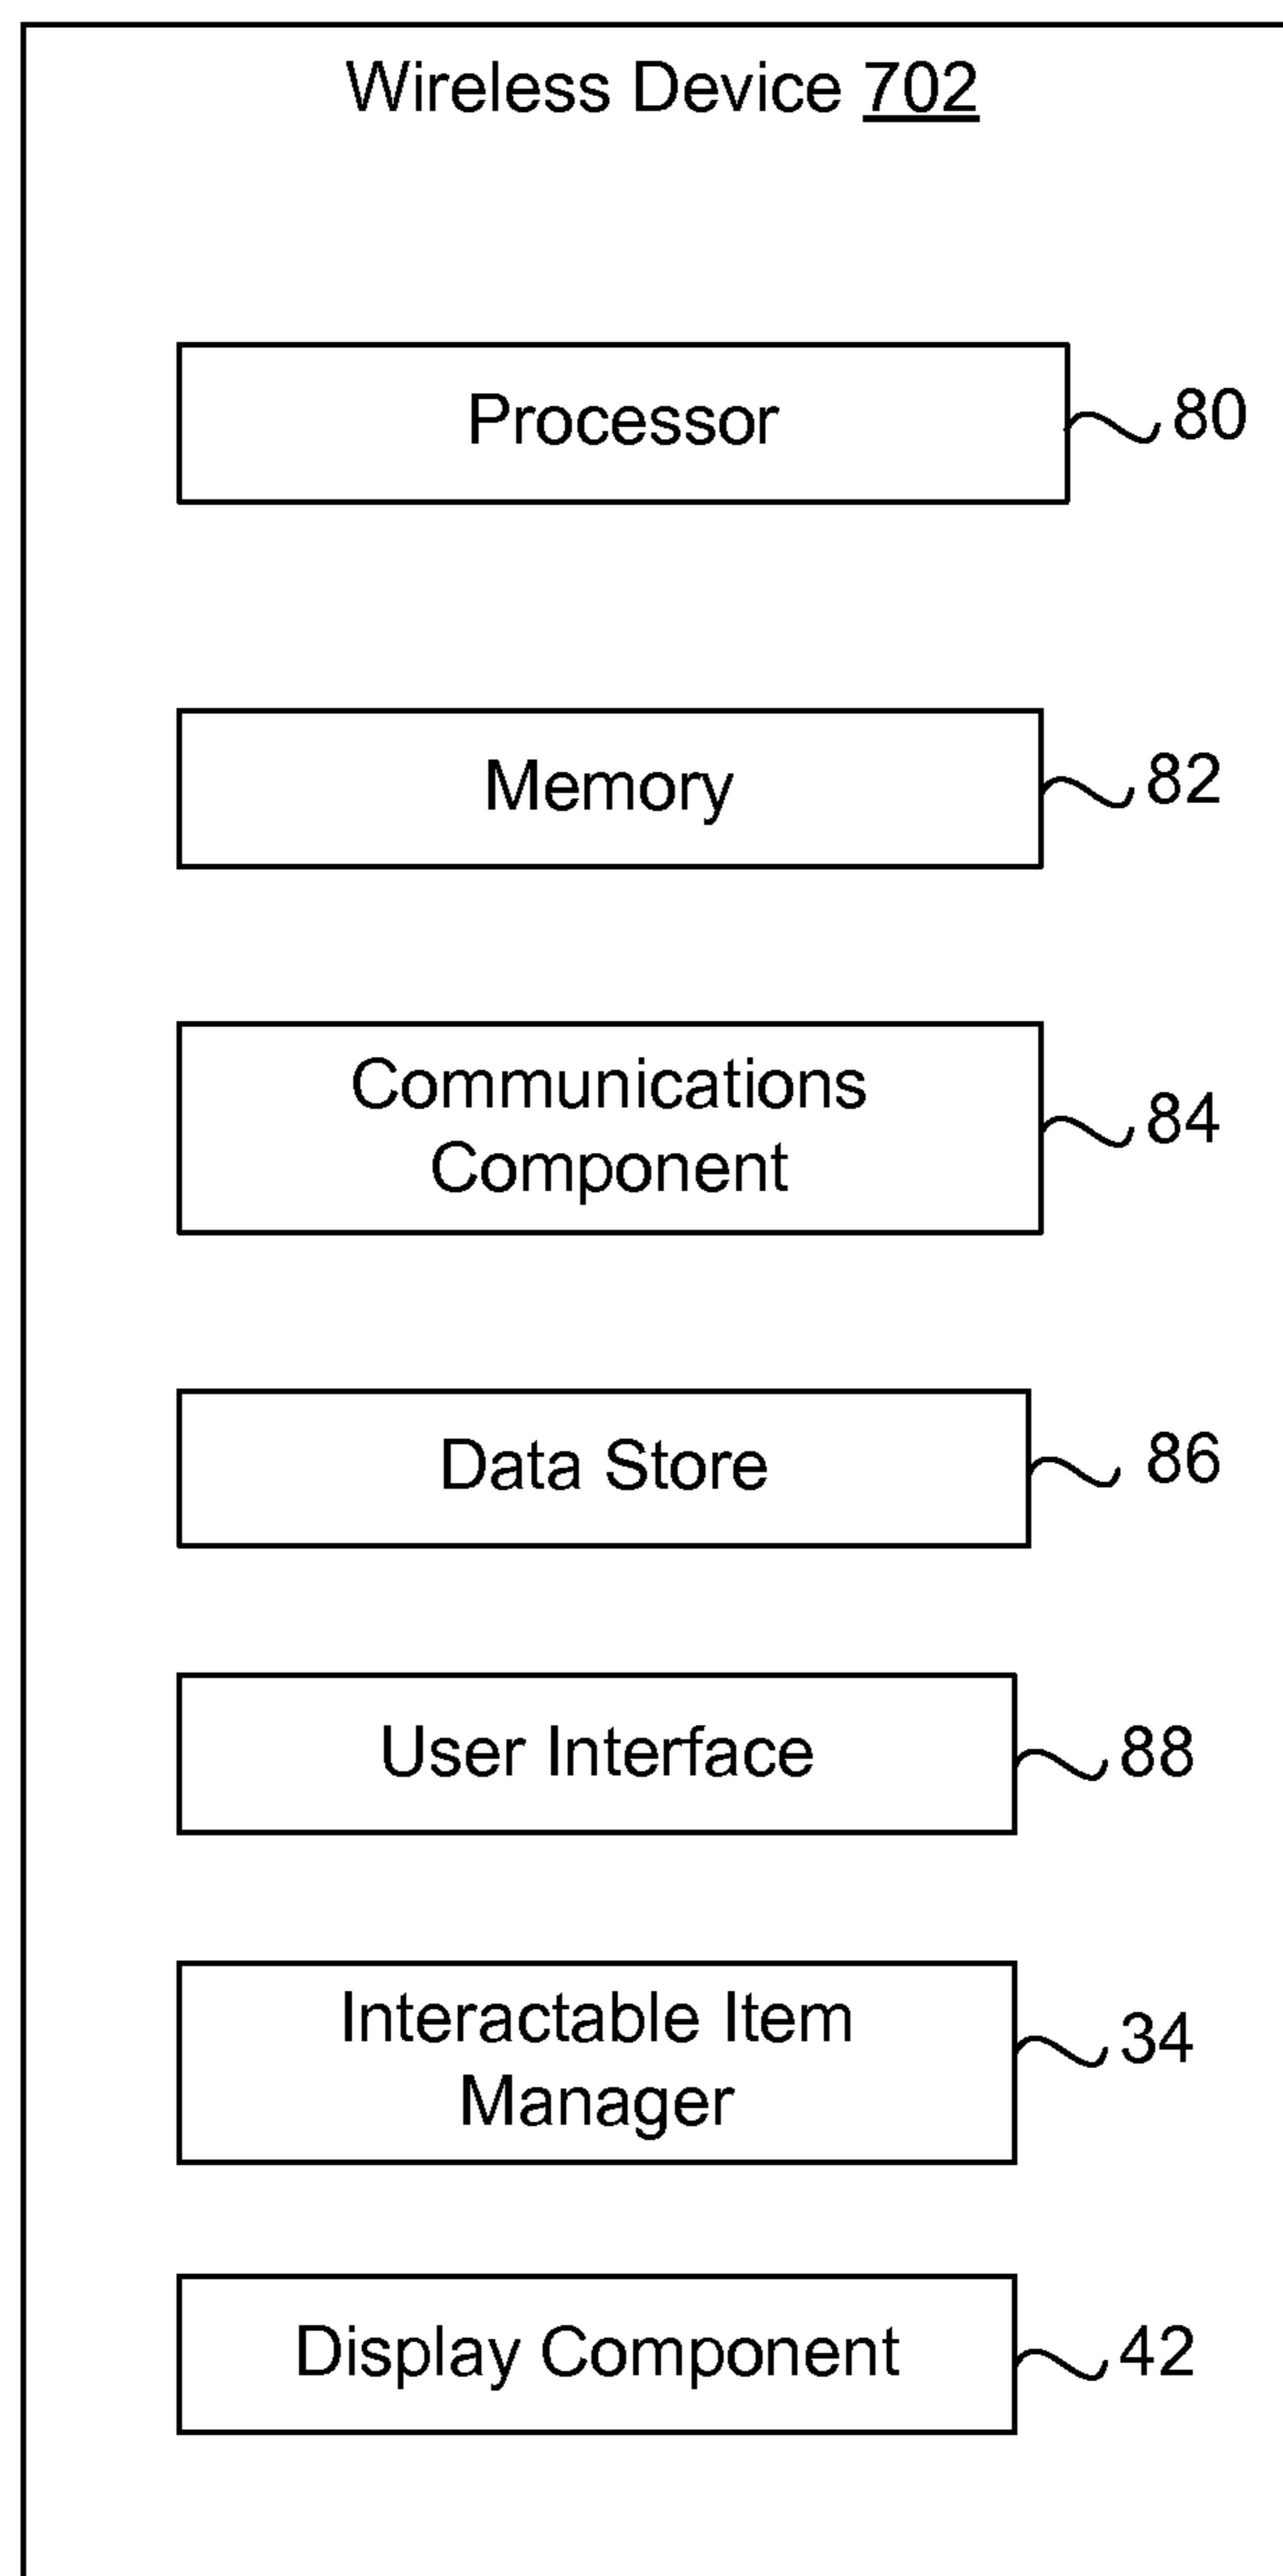 Wireless Device 702
Processor
80
Memory
82
Communications
Component
84
Data Store
86
User Interface
88
Interactable Item
Manager
34
Display Component
42